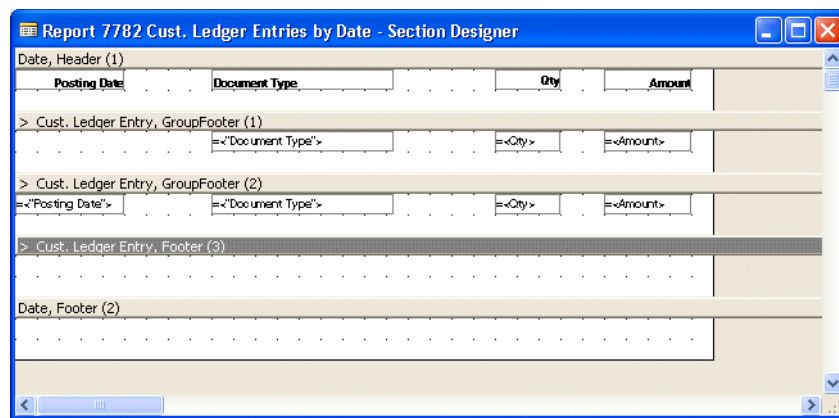 Report 7782 Cust. Ledger Entries by Date - Section Designer
Date, Header (1)
Posting Date Document Type Qty Amount
> Cust. Ledger Entry, GroupFooter (1)
=<"Document Type"> =<Qty> =<Amount>
> Cust. Ledger Entry, GroupFooter (2)
=<"Posting Date"> =<"Document Type"> =<Qty> =<Amount>
> Cust. Ledger Entry, Footer (3)
Date, Footer (2)